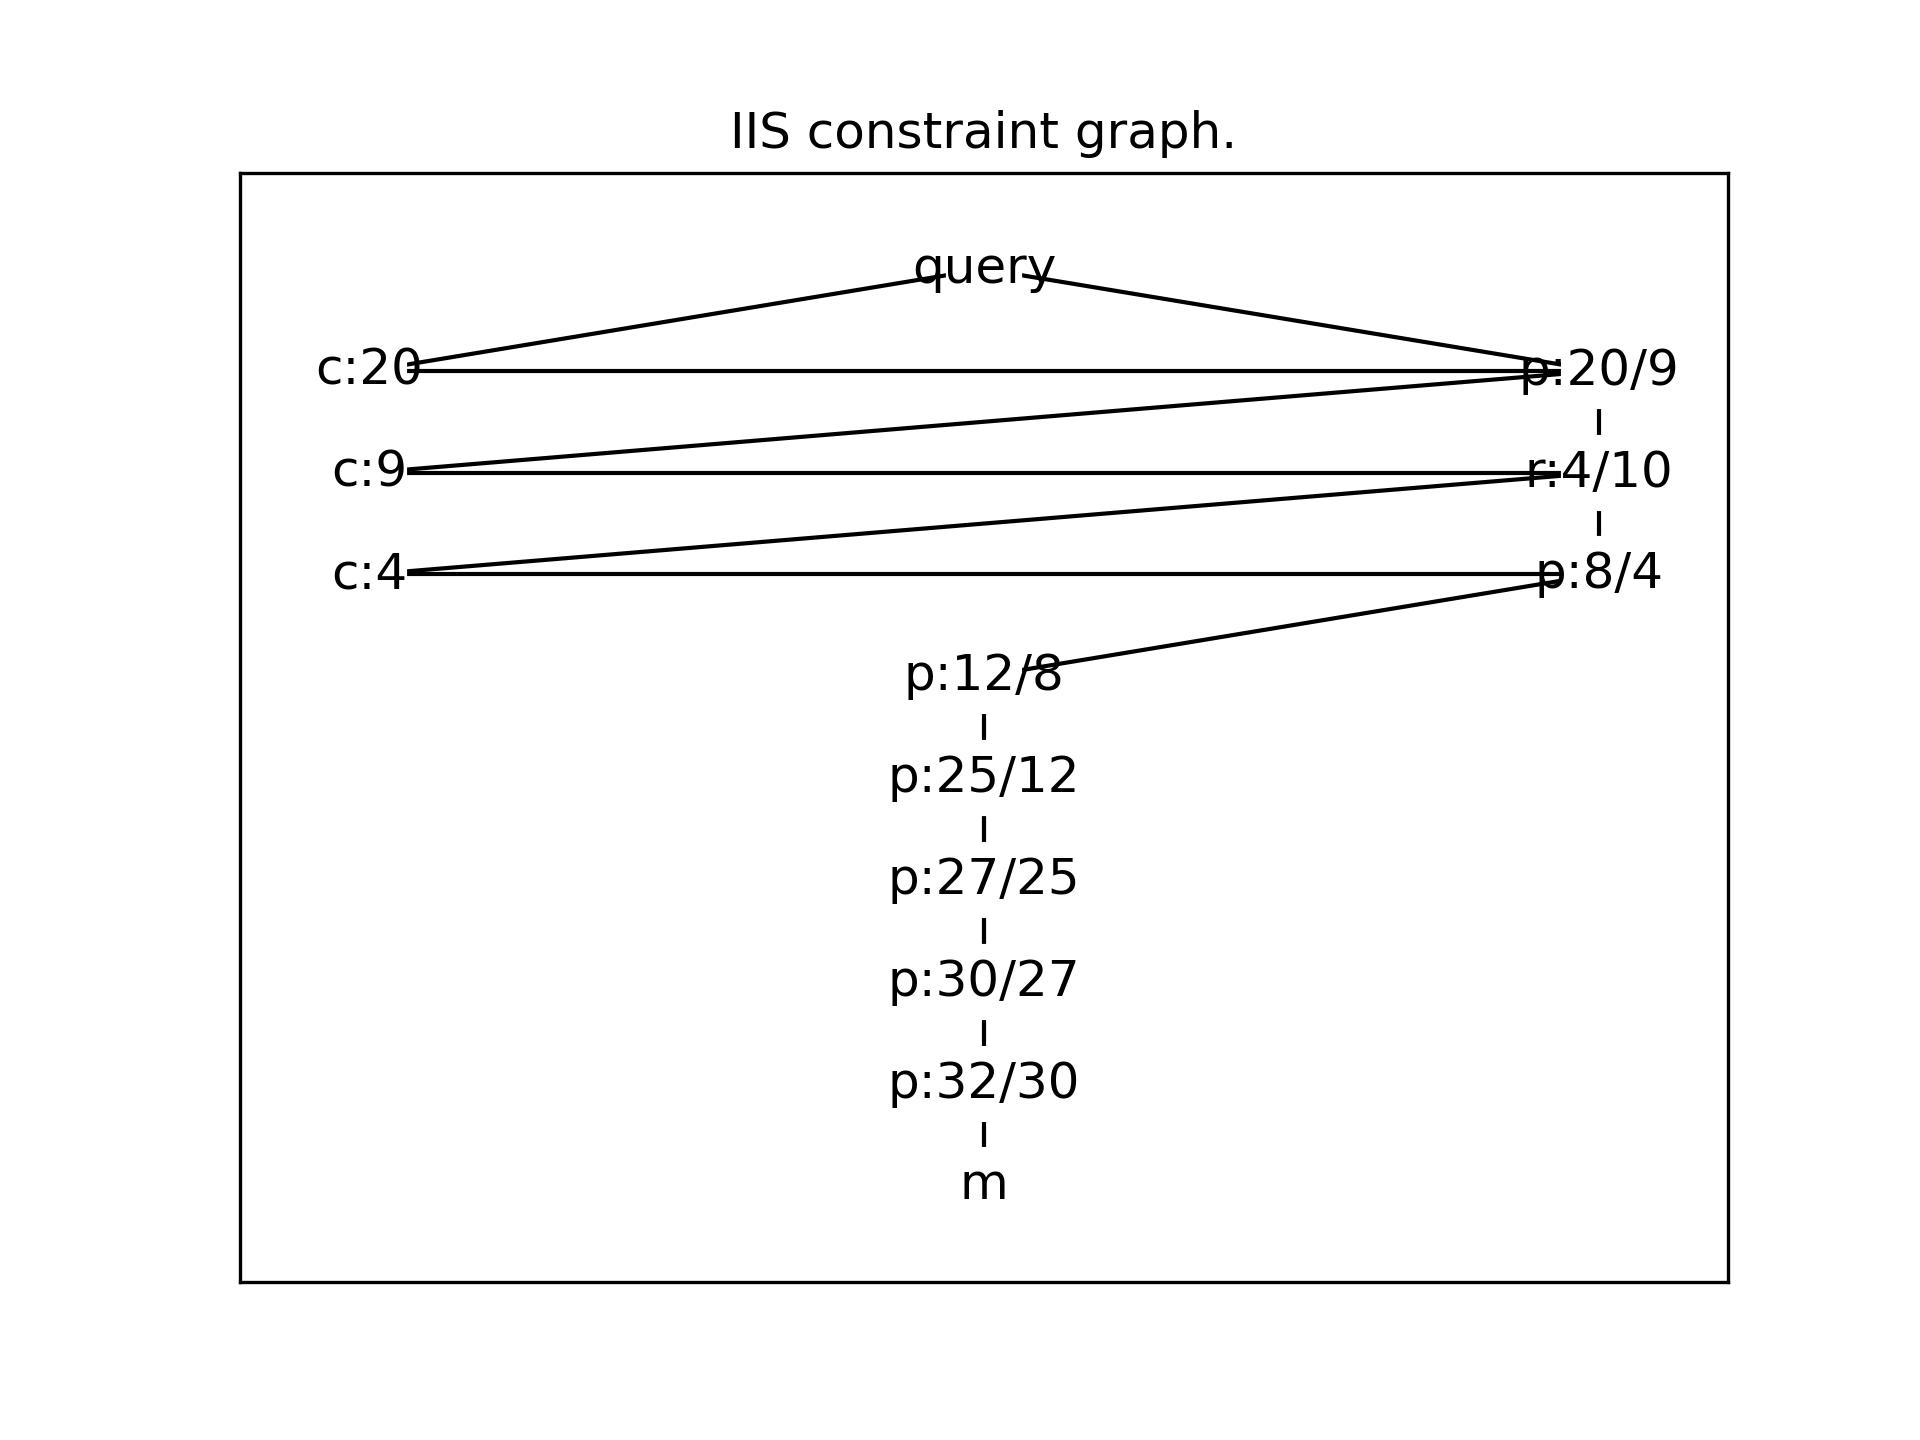 IIS constraint graph.
query
c:20 p:20/9
c:9 r:4/10
c:4 p:8/4
p:12/8
p:25/12
p:27/25
p:30/27
p:32/30
m